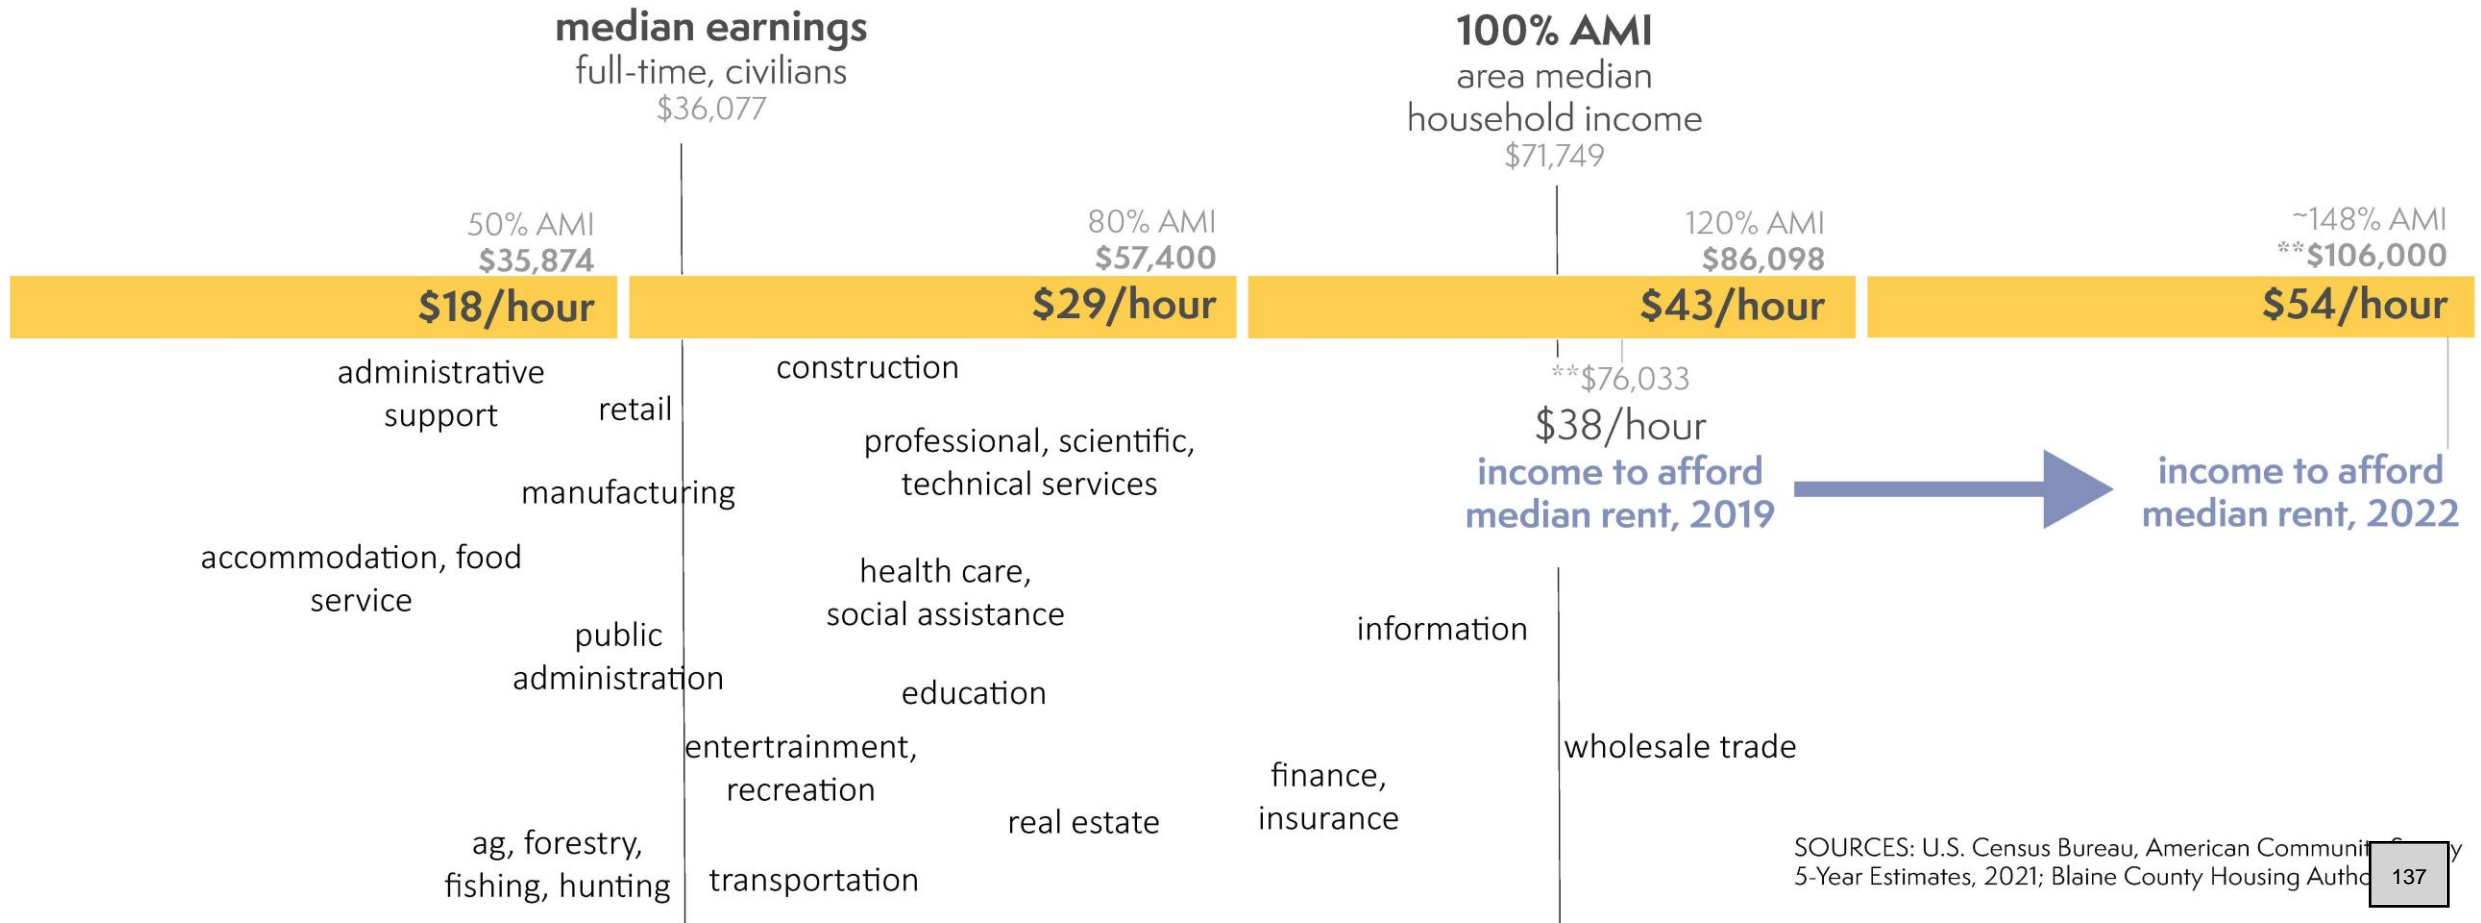 median earnings
full-time, civilians
$36,077
100% AMI
area median
household income
$71,749
50% AMI
$35,874
80% AMI
$57,400
120% AMI
$86,098
~148% AMI
**$106,000
$18/hour
$29/hour
$43/hour
$54/hour
administrative
support
retail
manufacturing
accommodation, food
service
public
administration
ag, forestry,
fishing, hunting
construction
professional, scientific,
technical services
health care,
social assistance
education
entertrainment,
recreation
real estate
transportation
**$76,033
$38/hour
income to afford
median rent, 2019
income to afford
median rent, 2022
information
wholesale trade
finance,
insurance
SOURCES: U.S. Census Bureau, American
5-Year Estimates, 2021; Blaine County Housing
137